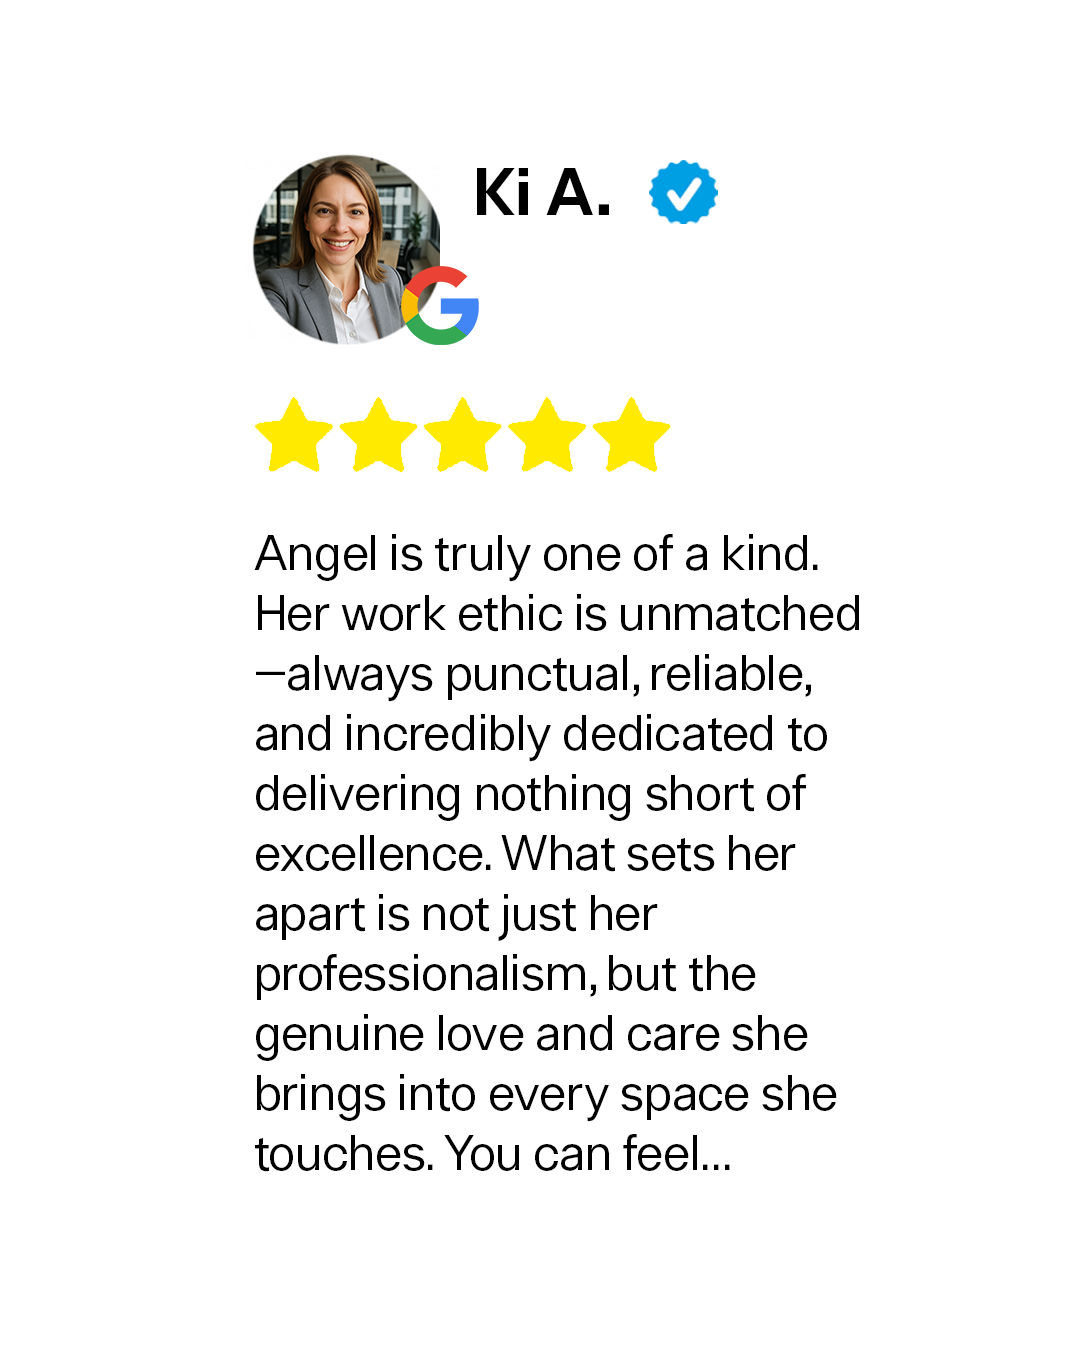 Ki A.
Angel is truly one of a kind.
Her work ethic is unmatched
—always punctual, reliable,
and incredibly dedicated to
delivering nothing short of
excellence. What sets her
apart is not just her
professionalism, but the
genuine love and care she
brings into every space she
touches. You can feel...